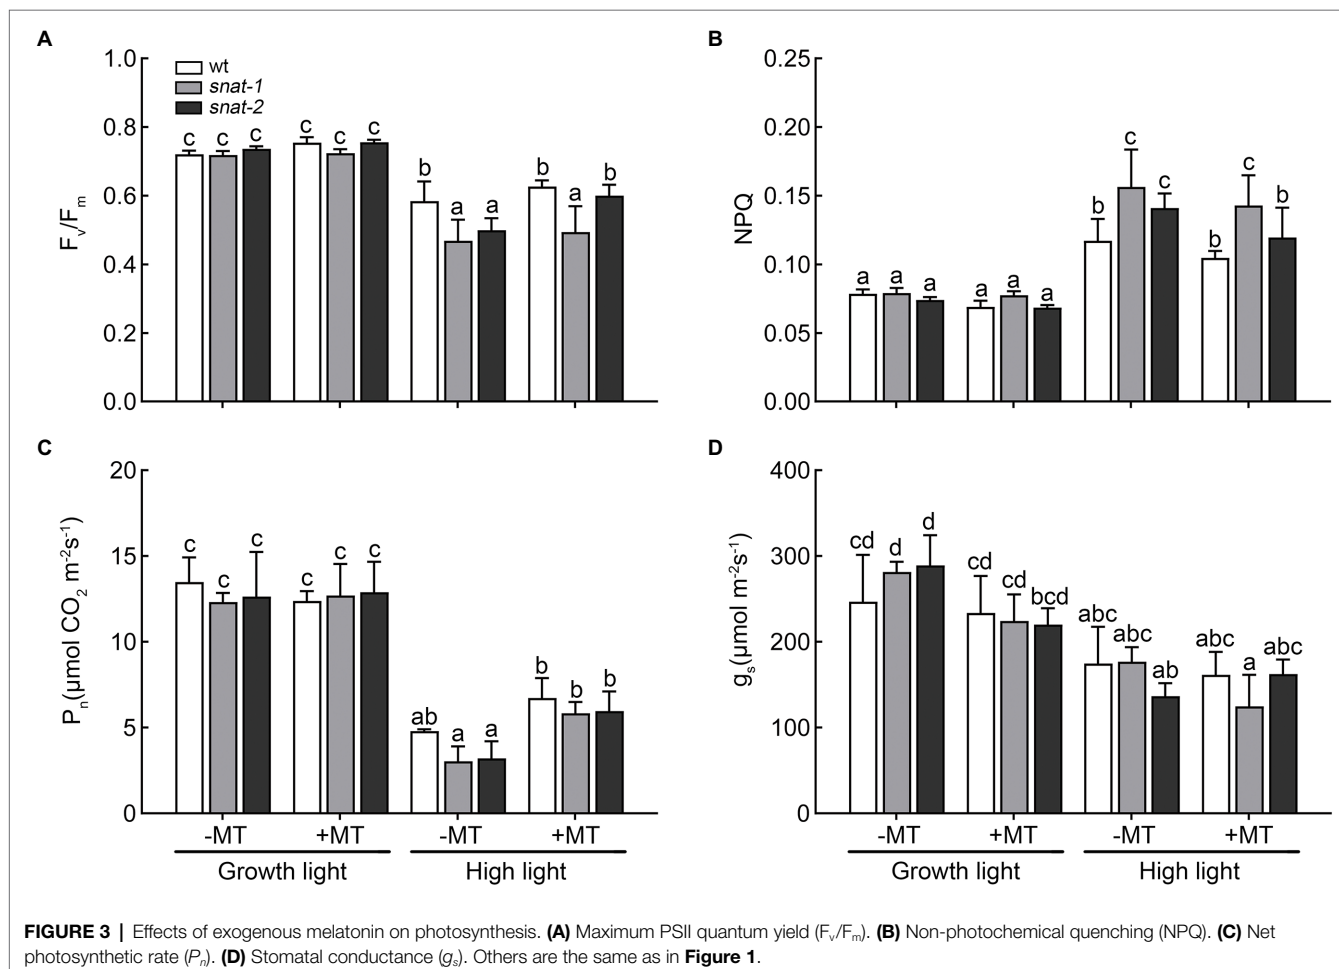 A
1.0
0.8
0.6
0.4
0.2
0.0
Fv/Fm
wt
snat-1
snat-2
c c c
c c c
b a a
b a b
B
0.25
0.20
0.15
0.10
0.05
0.00
NPQ
a a a
a a a
b c c
b c b
C
20
15
10
5
0
Pn(μmol CO2 m-2s-1)
c c c
c c c
ab a a
b b b
-MT +MT -MT +MT
Growth light High light
D
400
300
200
100
0
gs(μmol m-2s-1)
cd d d
cd cd bcd
abc abc ab
abc a abc
-MT +MT -MT +MT
Growth light High light
FIGURE 3 | Effects of exogenous melatonin on photosynthesis. (A) Maximum PSII quantum yield (Fv/Fm). (B) Non-photochemical quenching (NPQ). (C) Net
photosynthetic rate (Pn). (D) Stomatal conductance (gs). Others are the same as in Figure 1.